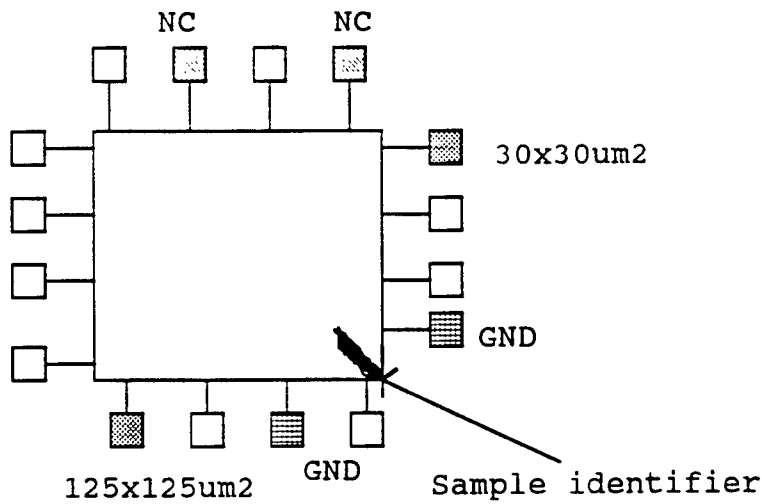 NC NC
30x30um2
GND
GND
125x125um2
Sample identifier